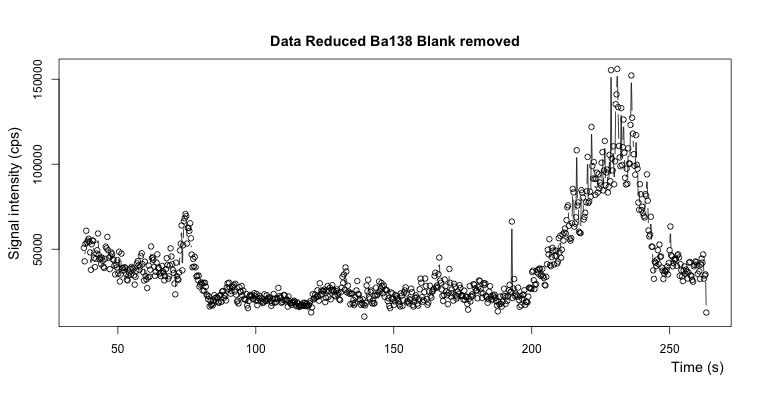 Data Reduced Ba138 Blank removed
Signal intensity (cps)
150000
100000
50000
50
100
150
200
250
Time (s)